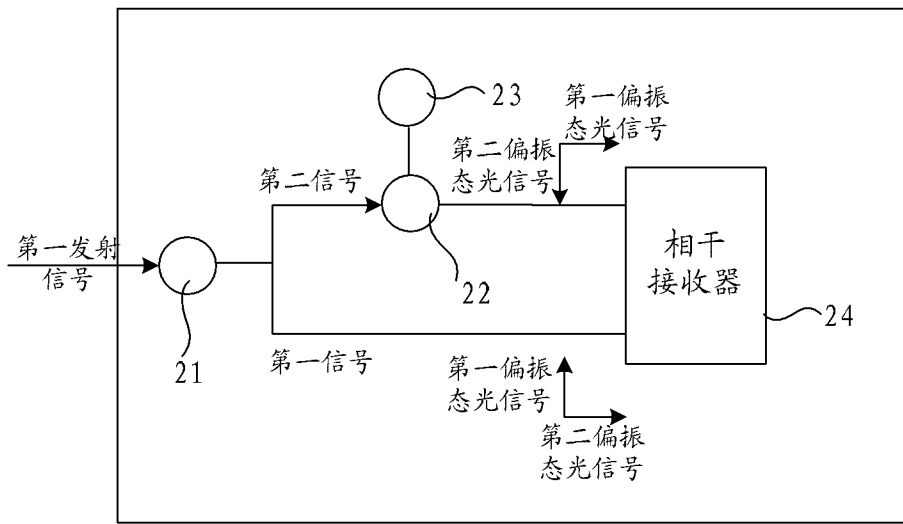 23
第一偏振
态光信号
第二偏振
态光信号
第二信号
第一发射
信号
21
22
相干
接收器
24
第一信号
第一偏振
态光信号
第二偏振
态光信号